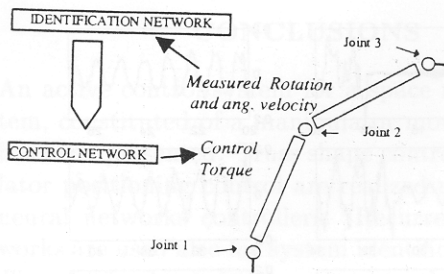 IDENTIFICATION NETWORK
Joint 3
Measured Rotation
and ang. velocity
Joint 2
CONTROL NETWORK
Control
Torque
Joint 1